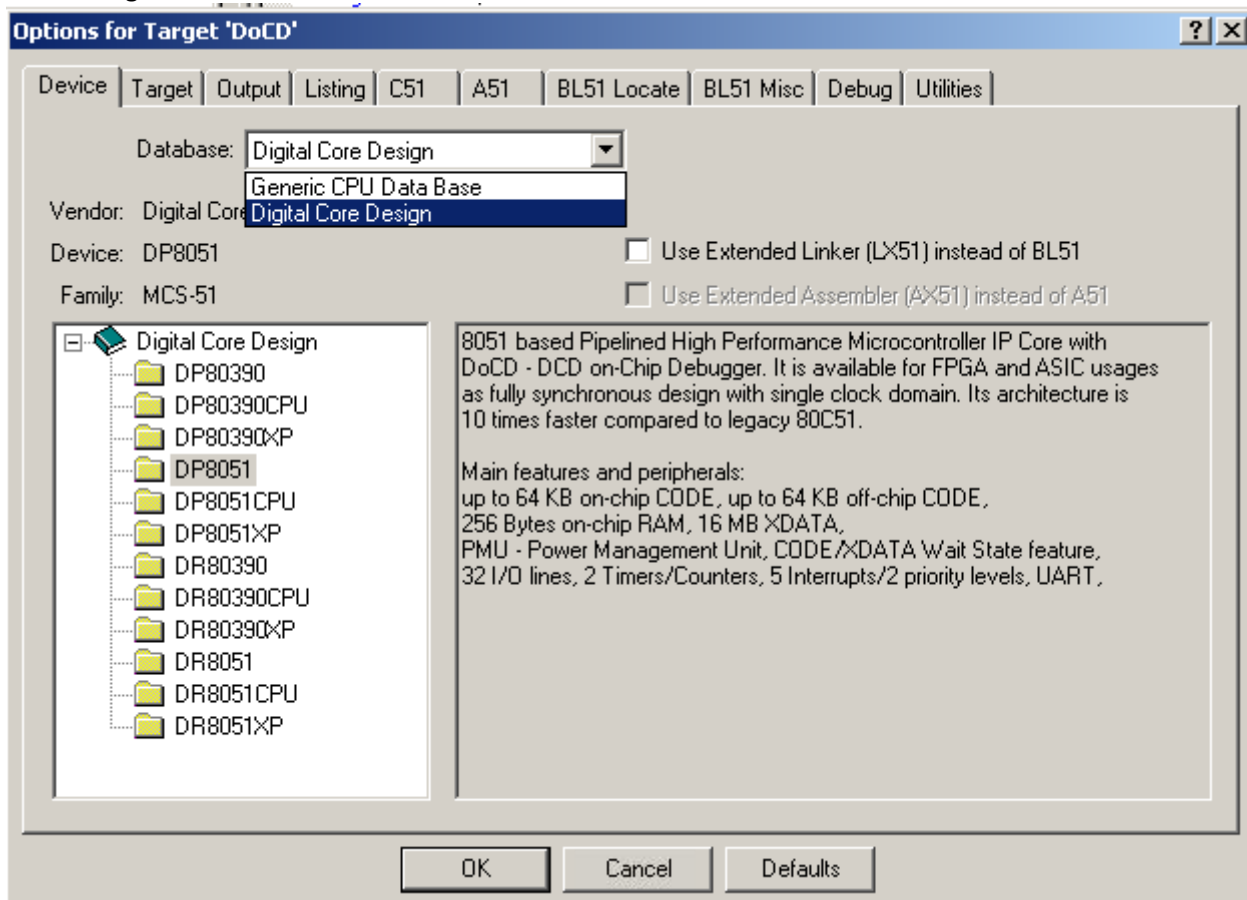 Options for Target 'DoCD'
Device Target Output Listing C51 A51 BL51 Locate BL51 Misc Debug Utilities
Database: Digital Core Design
Generic CPU Data Base
Digital Core Design
Vendor: Digital Core
Device: DP8051
Use Extended Linker (LX51) instead of BL51
Family: MCS-51
Use Extended Assembler (AX51) instead of A51
Digital Core Design
DP80390
DP80390CPU
DP80390XP
DP8051
DP8051CPU
DP8051XP
DR80390
DR80390CPU
DR80390XP
DR8051
DR8051CPU
DR8051XP
8051 based Pipelined High Performance Microcontroller IP Core with
DoCD - DCD on-Chip Debugger. It is available for FPGA and ASIC usages
as fully synchronous design with single clock domain. Its architecture is
10 times faster compared to legacy 80C51.
Main features and peripherals:
up to 64 KB on-chip CODE, up to 64 KB off-chip CODE,
256 Bytes on-chip RAM, 16 MB XDATA,
PMU - Power Management Unit, CODE/XDATA Wait State feature,
32 I/O lines, 2 Timers/Counters, 5 Interrupts/2 priority levels, UART,
OK Cancel Defaults